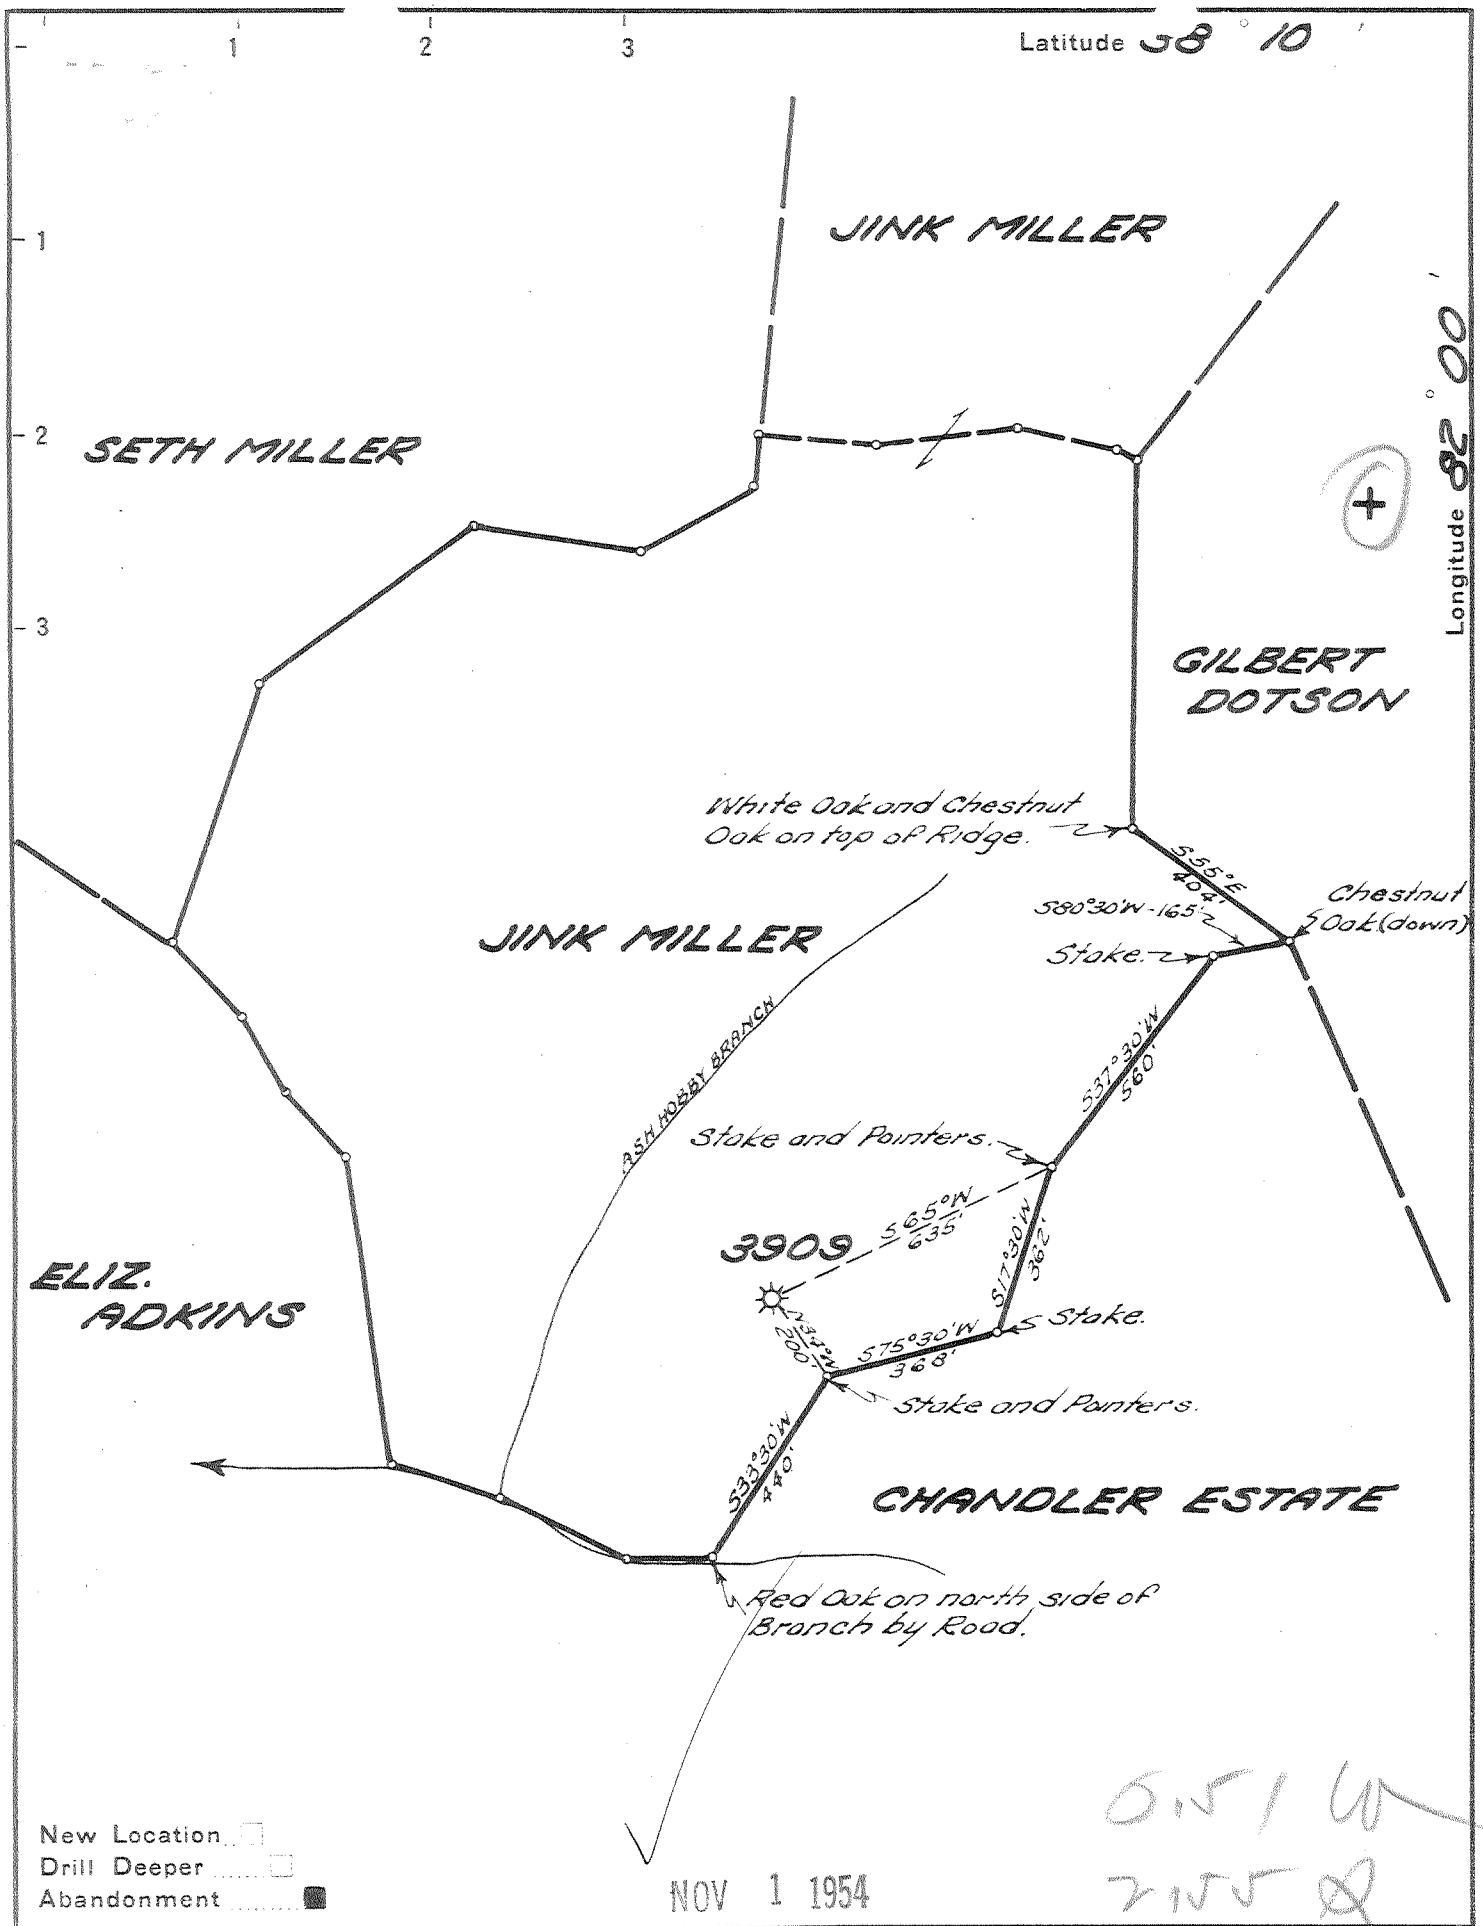 1 2 3
Latitude 38° 10'
1
2
3
Longitude 82° 00'
JINK MILLER
SETH MILLER
GILBERT
DOTSON
White Oak and Chestnut
Oak on top of Ridge.
S55°E
404'
S80°30'W-165'
Chestnut
Oak (down)
Stake.
JINK MILLER
ASH HOBBY BRANCH
S37°30'W
560'
Stake and Pointers.
S65°W
635'
3909
S17°30'W
362'
ELIZ.
ADKINS
N34°W
200'
Stake.
S75°30'W
368'
Stake and Pointers.
S33°30'W
440'
CHANDLER ESTATE
Red Oak on north side of
Branch by Road.
New Location
Drill Deeper
Abandonment
NOV 1 1954